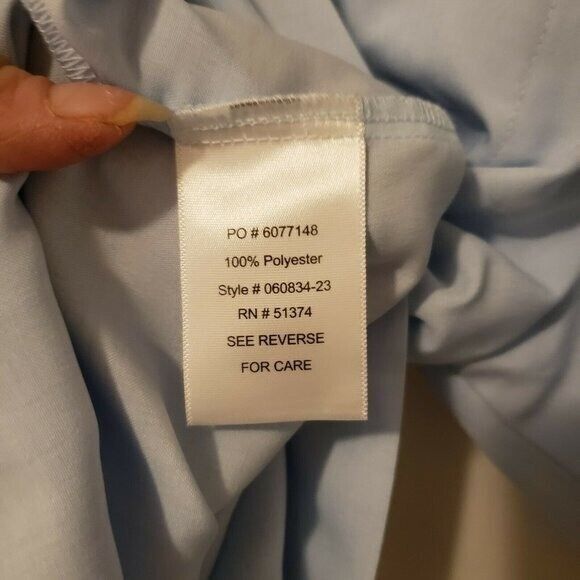 PO # 6077148
100% Polyester
Style # 060834-23
RN # 51374
SEE REVERSE
FOR CARE